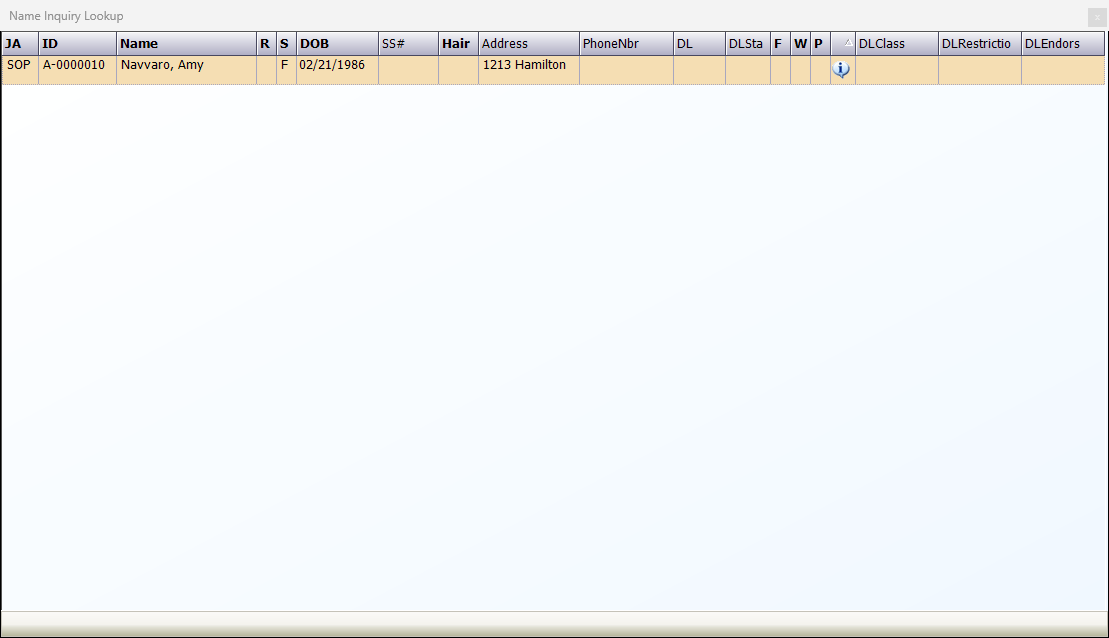 Name Inquiry Lookup
JA ID Name R S DOB SS# Hair Address PhoneNbr DL DLSta F W P DLClass DLRestrictio DLEndors
SOP A-0000010 Navvaro, Amy F 02/21/1986 1213 Hamilton